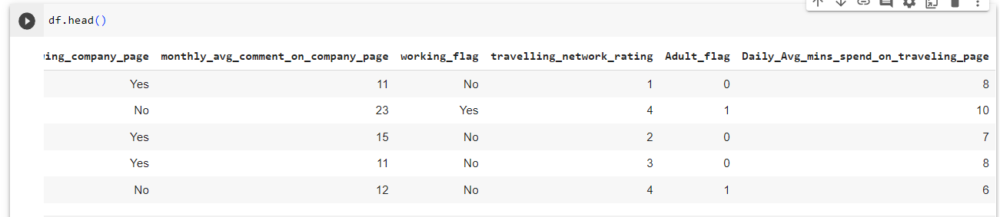 df.head()
ing_company_page monthly_avg_comment_on_company_page working_flag travelling_network_rating Adult_flag Daily_Avg_mins_spend_on_traveling_page
Yes 11 No 1 0 8
No 23 Yes 4 1 10
Yes 15 No 2 0 7
Yes 11 No 3 0 8
No 12 No 4 1 6